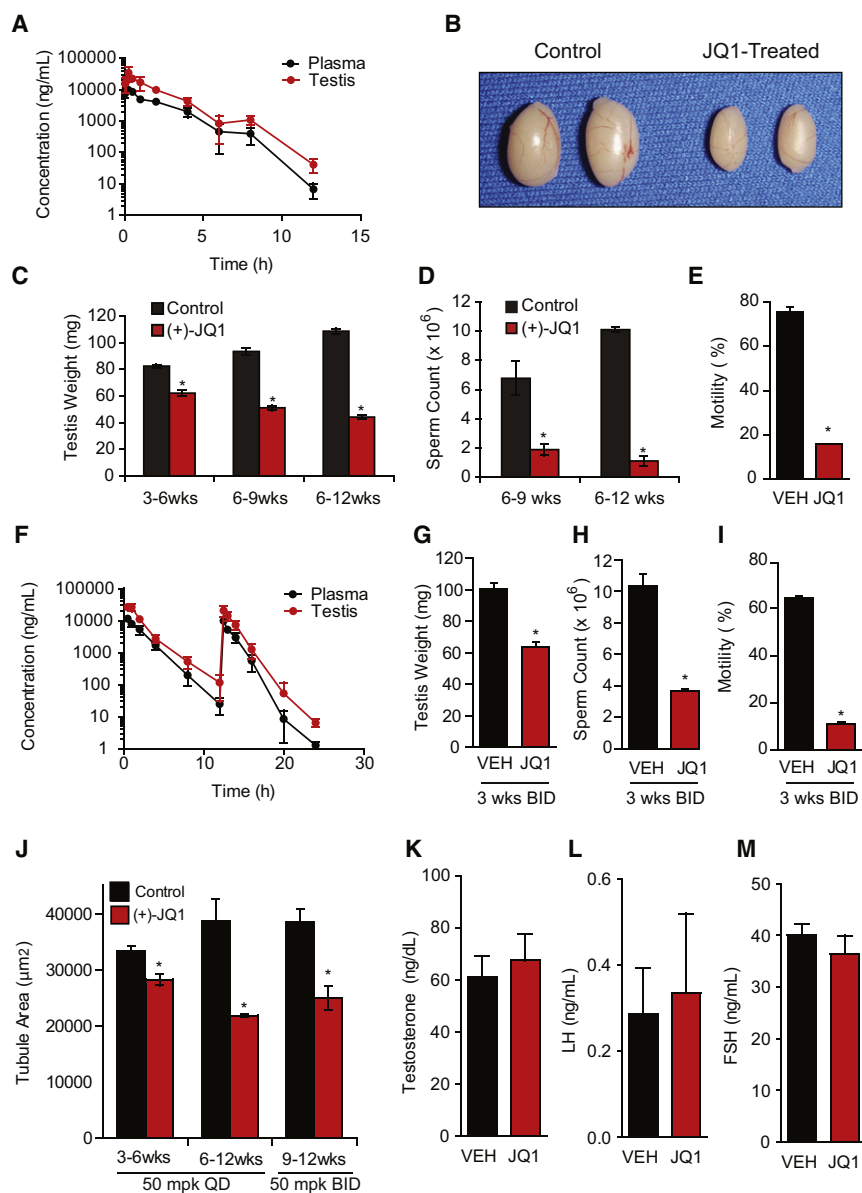 A
Concentration (ng/mL)
100000
10000
1000
100
10
1
0
5
10
15
Time (h)
Plasma
Testis
B
Control
JQ1-Treated
C
Testis Weight (mg)
120
100
80
60
40
20
0
Control
(+)-JQ1
*
*
*
3-6wks
6-9wks
6-12wks
D
Sperm Count (x 10⁶)
12
10
8
6
4
2
0
Control
(+)-JQ1
*
*
6-9 wks
6-12 wks
E
Motility ( %)
80
60
40
20
0
*
VEH JQ1
F
Concentration (ng/mL)
100000
10000
1000
100
10
1
0
10
20
30
Time (h)
Plasma
Testis
G
Testis Weight (mg)
120
100
80
60
40
20
0
*
VEH JQ1
3 wks BID
H
Sperm Count (x 10⁶)
12
10
8
6
4
2
0
*
VEH JQ1
3 wks BID
I
Motility ( %)
80
60
40
20
0
*
VEH JQ1
3 wks BID
J
Tubule Area (μm2)
40000
30000
20000
10000
0
Control
(+)-JQ1
*
*
*
3-6wks
6-12wks
9-12wks
50 mpk QD
50 mpk BID
K
Testosterone (ng/dL)
100
80
60
40
20
0
VEH JQ1
L
LH (ng/mL)
0.6
0.4
0.2
0.0
VEH JQ1
M
FSH (ng/mL)
50
40
30
20
10
0
VEH JQ1